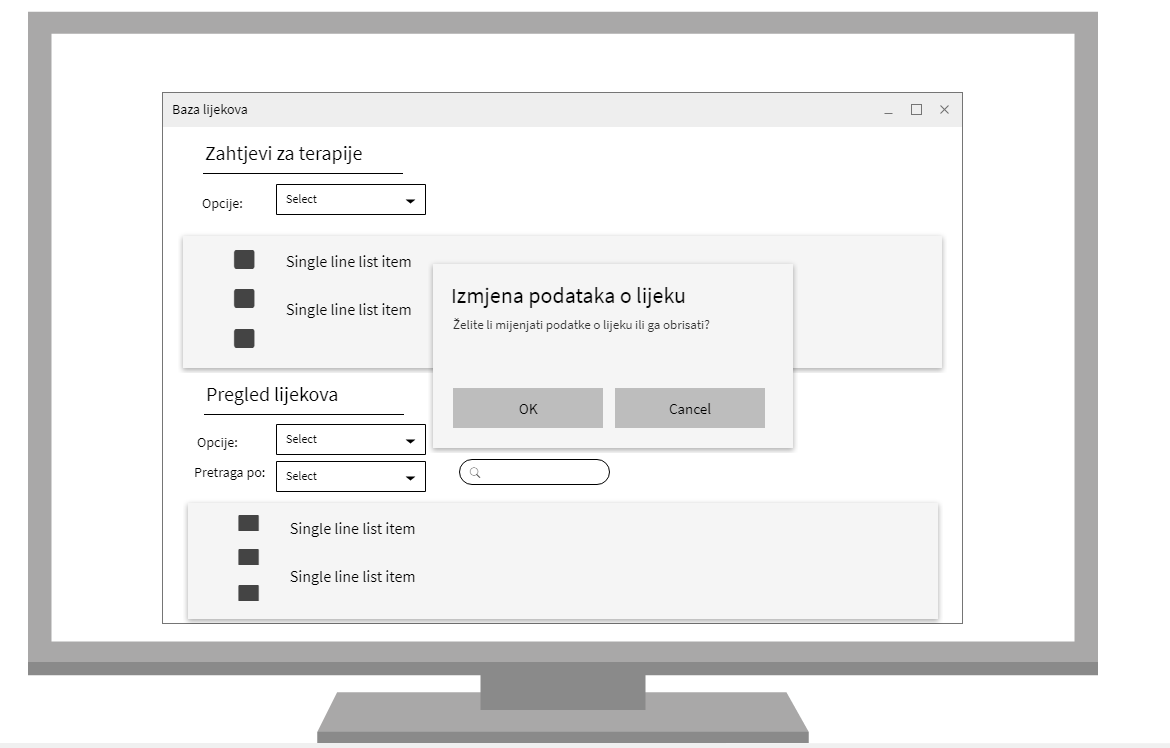 Baza lijekova
Zahtjevi za terapije
Opcije:
Select
Single line list item
Single line list item
Izmjena podataka o lijeku
Želite li mijenjati podatke o lijeku ili ga obrisati?
OK
Cancel
Pregled lijekova
Opcije:
Select
Pretraga po:
Select
Single line list item
Single line list item